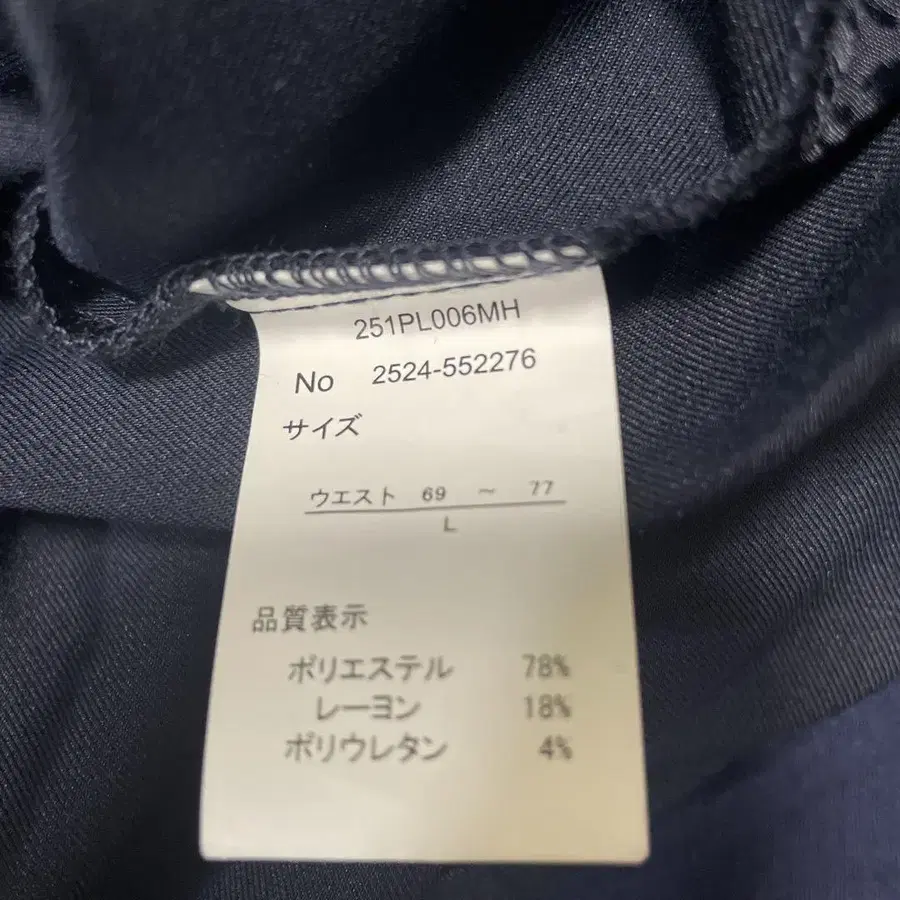 251PL006MH
No 2524-552276
サイズ
ウエスト 69 ～ 77
L
品質表示
ポリエステル 78%
レーヨン 18%
ポリウレタン 4%